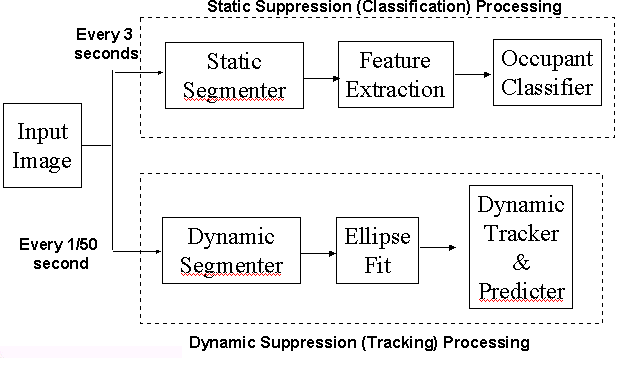 Static Suppression (Classification) Processing
Every 3
seconds
Static
Segmenter
Feature
Extraction
Occupant
Classifier
Input
Image
Every 1/50
second
Dynamic
Segmenter
Ellipse
Fit
Dynamic
Tracker
&
Predicter
Dynamic Suppression (Tracking) Processing